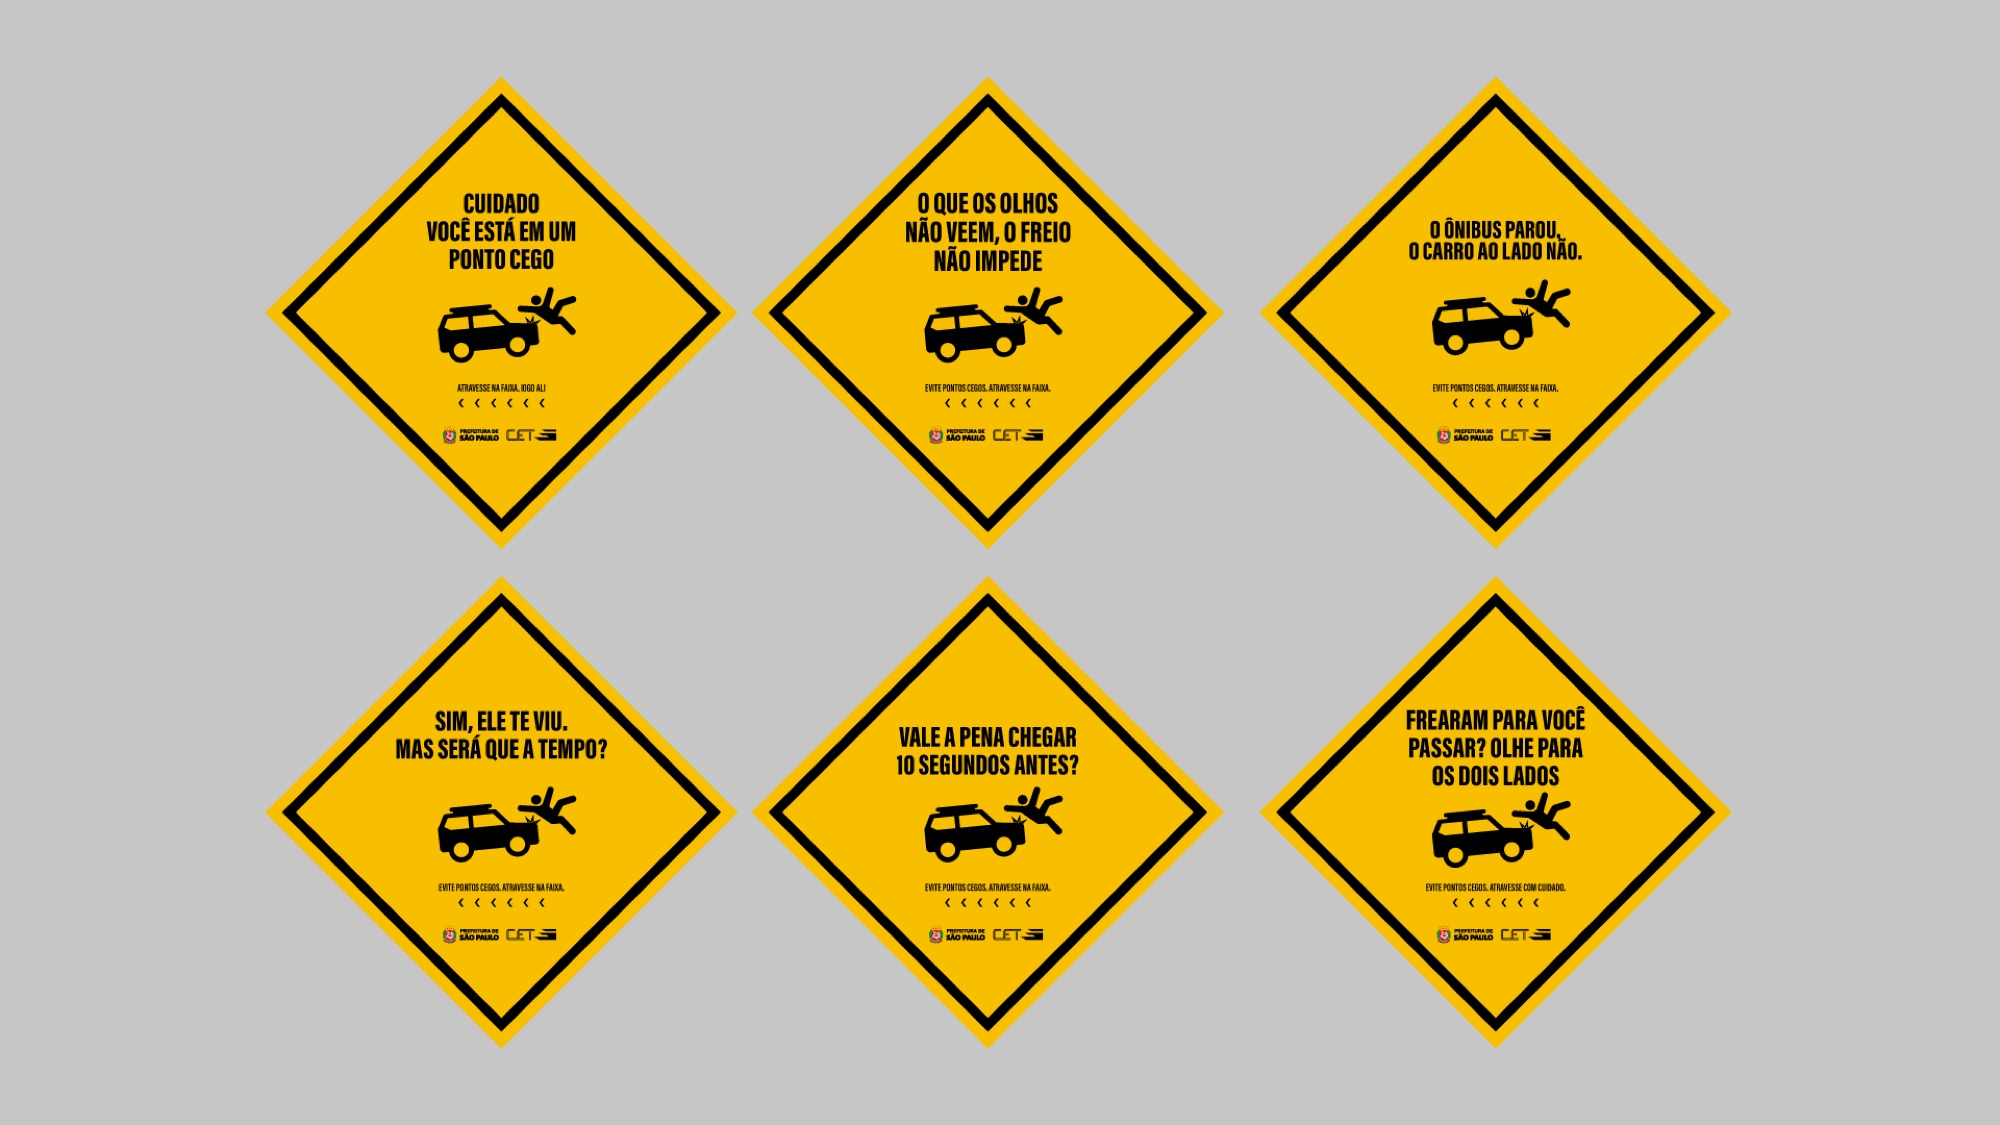 CUIDADO
VOCÊ ESTÁ EM UM
PONTO CEGO
ATRAVESSE NA FAIXA. lOGO ALI
PREFEITURA DE
SÃO PAULO
CET
O QUE OS OLHOS
NÃO VEEM, O FREIO
NÃO IMPEDE
EVITE PONTOS CEGOS. ATRAVESSE NA FAIXA.
PREFEITURA DE
SÃO PAULO
CET
O ÔNIBUS PAROU,
O CARRO AO LADO NÃO.
EVITE PONTOS CEGOS. ATRAVESSE NA FAIXA.
PREFEITURA DE
SÃO PAULO
CET
SIM, ELE TE VIU.
MAS SERÁ QUE A TEMPO?
EVITE PONTOS CEGOS. ATRAVESSE NA FAIXA.
PREFEITURA DE
SÃO PAULO
CET
VALE A PENA CHEGAR
10 SEGUNDOS ANTES?
EVITE PONTOS CEGOS. ATRAVESSE NA FAIXA.
PREFEITURA DE
SÃO PAULO
CET
FREARAM PARA VOCÊ
PASSAR? OLHE PARA
OS DOIS LADOS
EVITE PONTOS CEGOS. ATRAVESSE COM CUIDADO.
PREFEITURA DE
SÃO PAULO
CET